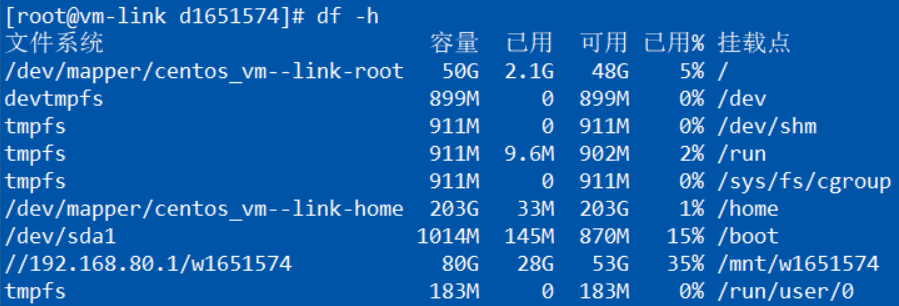 [root@vm-link d1651574]# df -h
文件系统 容量 已用 可用 已用% 挂载点
/dev/mapper/centos_vm--link-root 50G 2.1G 48G 5% /
devtmpfs 899M 0 899M 0% /dev
tmpfs 911M 0 911M 0% /dev/shm
tmpfs 911M 9.6M 902M 2% /run
tmpfs 911M 0 911M 0% /sys/fs/cgroup
/dev/mapper/centos_vm--link-home 203G 33M 203G 1% /home
/dev/sda1 1014M 145M 870M 15% /boot
//192.168.80.1/w1651574 80G 28G 53G 35% /mnt/w1651574
tmpfs 183M 0 183M 0% /run/user/0